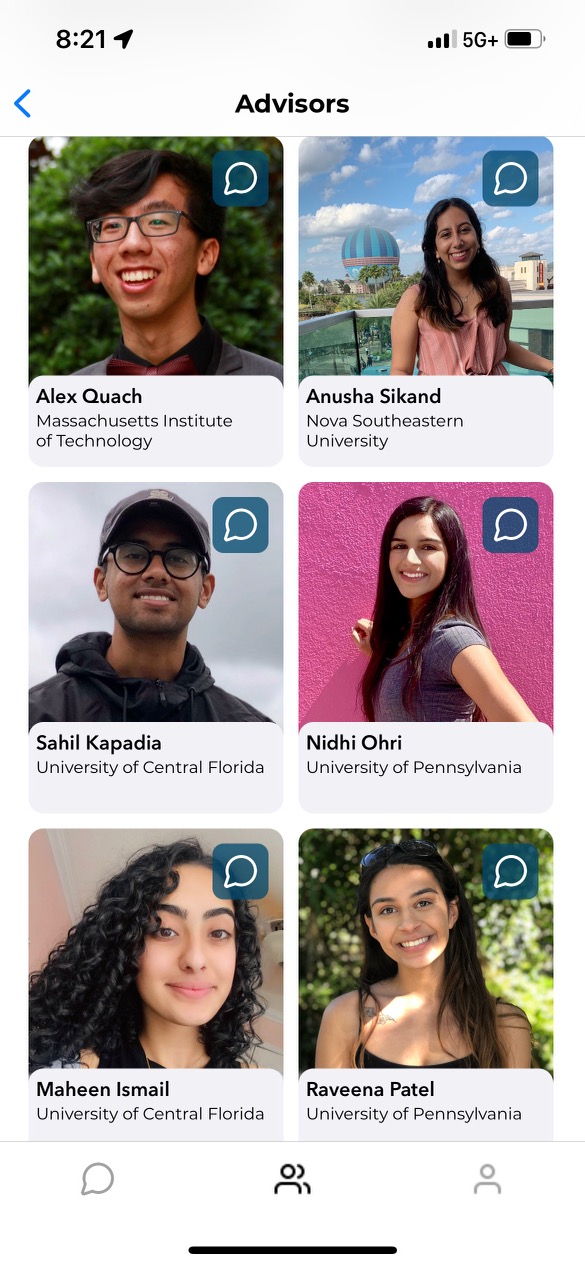 8:21
5G+
Advisors
Alex Quach
Massachusetts Institute
of Technology
Anusha Sikand
Nova Southeastern
University
Sahil Kapadia
University of Central Florida
Nidhi Ohri
University of Pennsylvania
Maheen Ismail
University of Central Florida
Raveena Patel
University of Pennsylvania